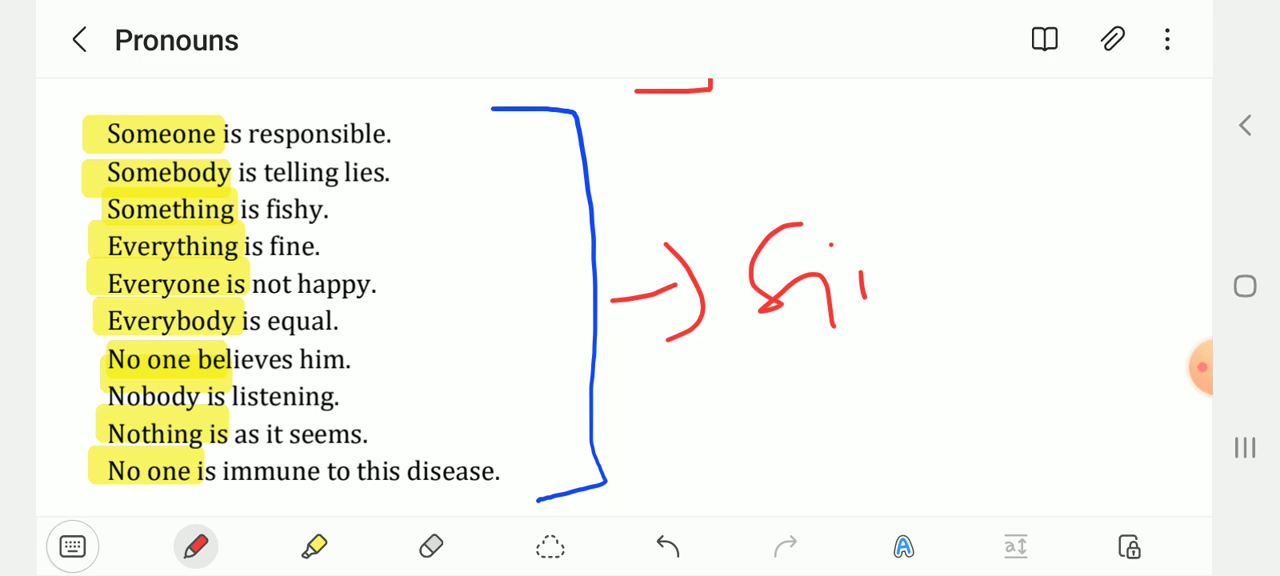 Pronouns
Someone is responsible.
Somebody is telling lies.
Something is fishy.
Everything is fine.
Everyone is not happy.
Everybody is equal.
No one believes him.
Nobody is listening.
Nothing is as it seems.
No one is immune to this disease.
Si
A
a